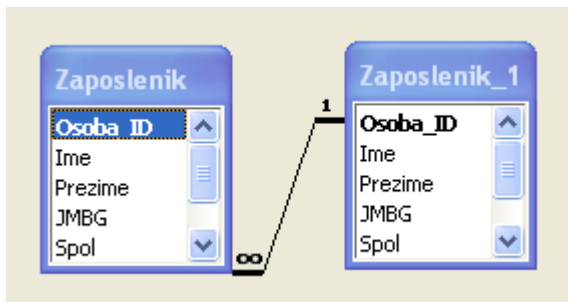 Zaposlenik
Osoba_ID
Ime
Prezime
JMBG
Spol
∞
1
Zaposlenik_1
Osoba_ID
Ime
Prezime
JMBG
Spol